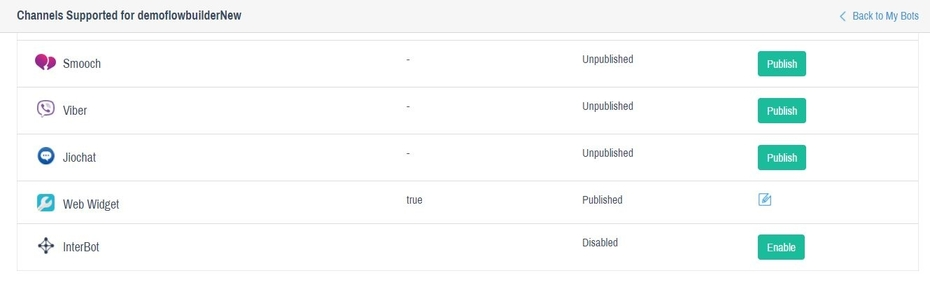 Channels Supported for demoflowbuilderNew
Back to My Bots
Smooch - Unpublished Publish
Viber - Unpublished Publish
Jiochat - Unpublished Publish
Web Widget true Published
InterBot Disabled Enable